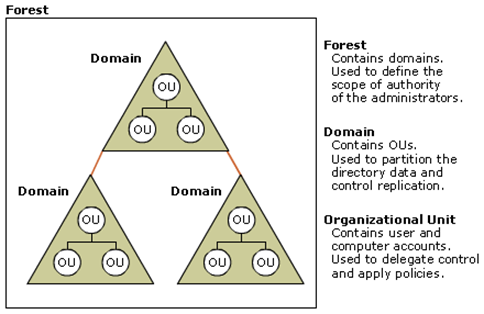 Forest
Domain
OU
OU
OU
Domain
OU
OU
OU
Domain
OU
OU
OU
Forest
Contains domains.
Used to define the
scope of authority
of the administrators.
Domain
Contains OUs.
Used to partition the
directory data and
control replication.
Organizational Unit
Contains user and
computer accounts.
Used to delegate control
and apply policies.